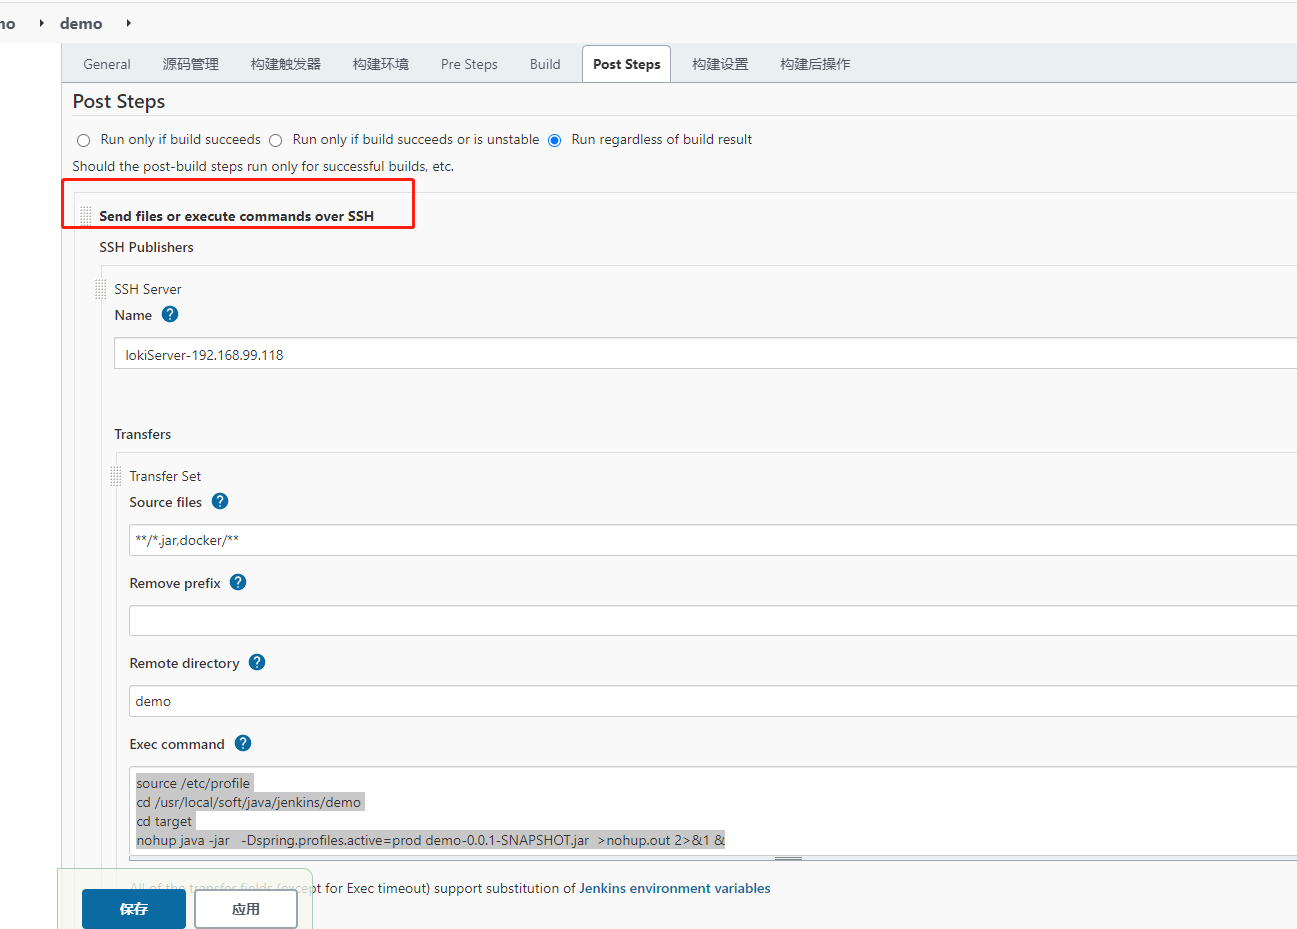 no demo
General 源码管理 构建触发器 构建环境 Pre Steps Build Post Steps 构建设置 构建后操作
Post Steps
Run only if build succeeds Run only if build succeeds or is unstable Run regardless of build result
Should the post-build steps run only for successful builds, etc.
Send files or execute commands over SSH
SSH Publishers
SSH Server
Name ?
lokiServer-192.168.99.118
Transfers
Transfer Set
Source files ?
**/*.jar,docker/**
Remove prefix ?
Remote directory ?
demo
Exec command ?
source /etc/profile
cd /usr/local/soft/java/jenkins/demo
cd target
nohup java -jar   -Dspring.profiles.active=prod demo-0.0.1-SNAPSHOT.jar  >nohup.out 2>&1 &
All of the transfer fields (except for Exec timeout) support substitution of Jenkins environment variables
保存 应用